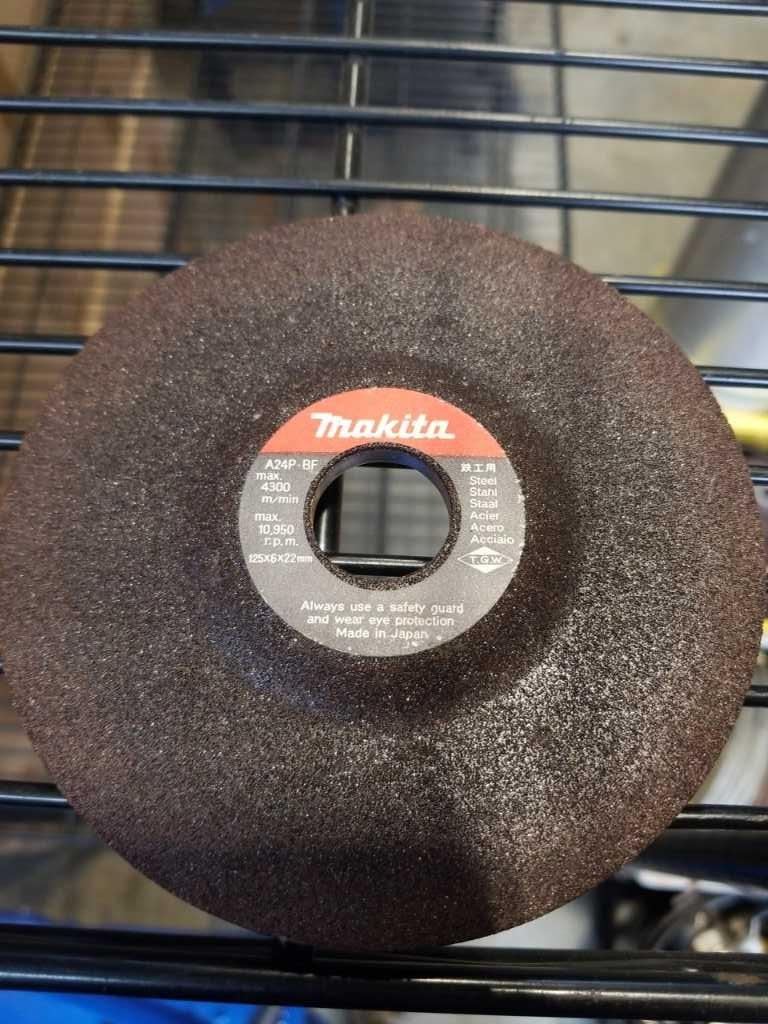 Makita
A24P-BF
max.
4300
m/min
max.
10,950
r.p.m.
125X6X22mm
鉄工用
Steel
Stahl
Staal
Acier
Acero
Acciaio
T.G.W.
Always use a safety guard
and wear eye protection
Made in Japan